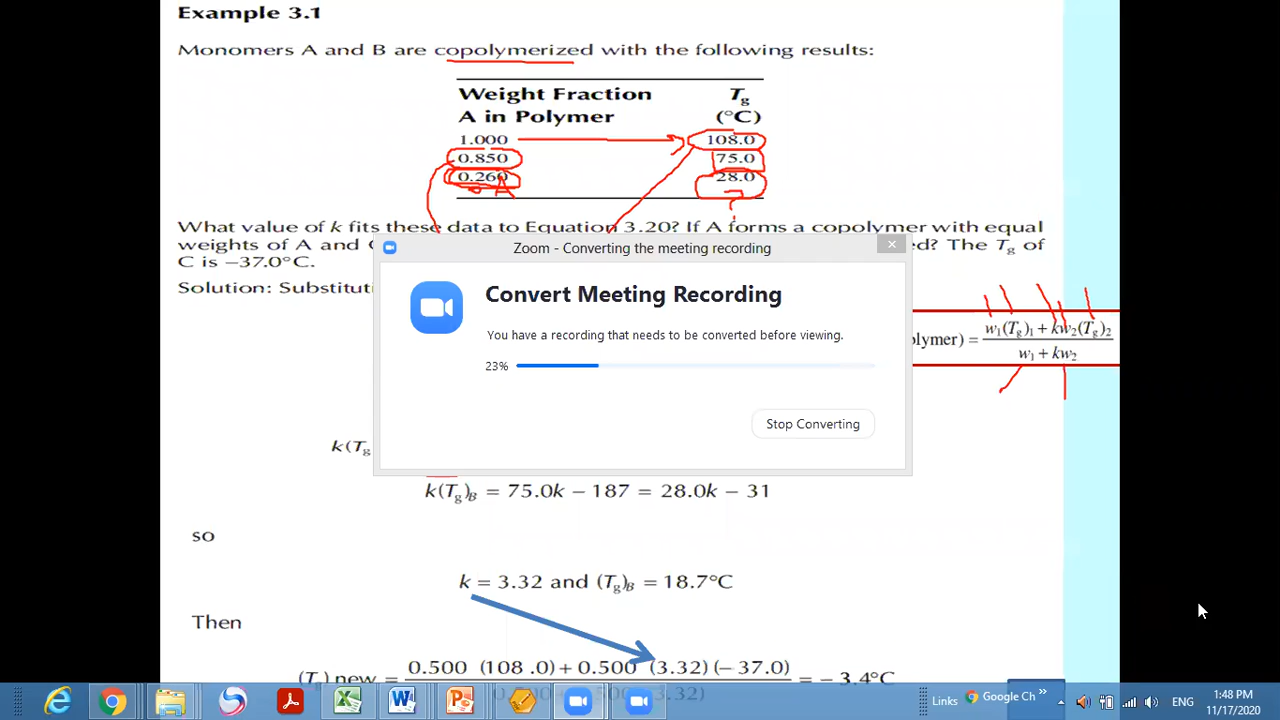 Example 3.1
Monomers A and B are copolymerized with the following results:
Weight Fraction Tg
A in Polymer (°C)
1.000 108.0
0.850 75.0
0.260 28.0
A
?
What value of k fits these data to Equation 3.20? If A forms a copolymer with equal
weights of A and ed? The Tg of
C is −37.0°C.
Zoom - Converting the meeting recording
Solution: Substituti
Convert Meeting Recording
You have a recording that needs to be converted before viewing.
23%
Stop Converting
olymer) = w1(Tg)1 + kw2(Tg)2
w1 + kw2
k(Tg
k(Tg)B = 75.0k − 187 = 28.0k − 31
so
k = 3.32 and (Tg)B = 18.7°C
Then
(Tg) new = 0.500 (108 .0) + 0.500 (3.32) (− 37.0) = − 3.4°C
Links Google Ch » ENG 1:48 PM
11/17/2020